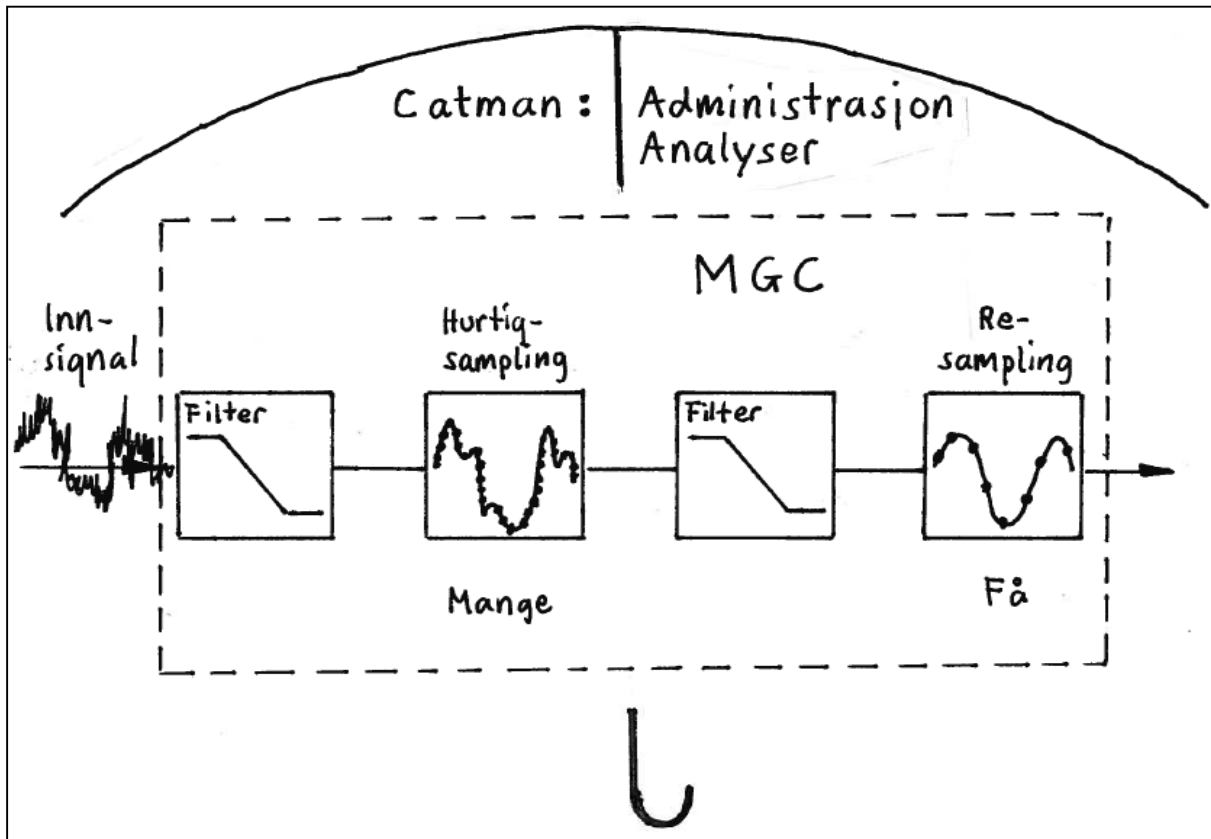 Catman: Administrasjon
Analyser
MGC
Inn-
signal
Hurtig-
sampling
Re-
sampling
Filter
Filter
Mange
Få